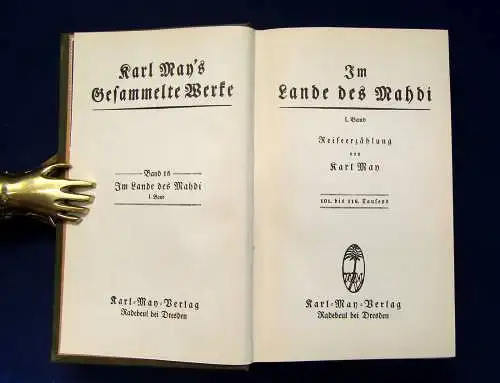 Karl May's
Gesammelte Werke
Band 16
Im Lande des Mahdi
I. Band
Karl-May-Verlag
Radebeul bei Dresden
Im
Lande des Mahdi
I. Band
Reiseerzählung
von
Karl May
101. bis 116. Tausend
Karl-May-Verlag
Radebeul bei Dresden